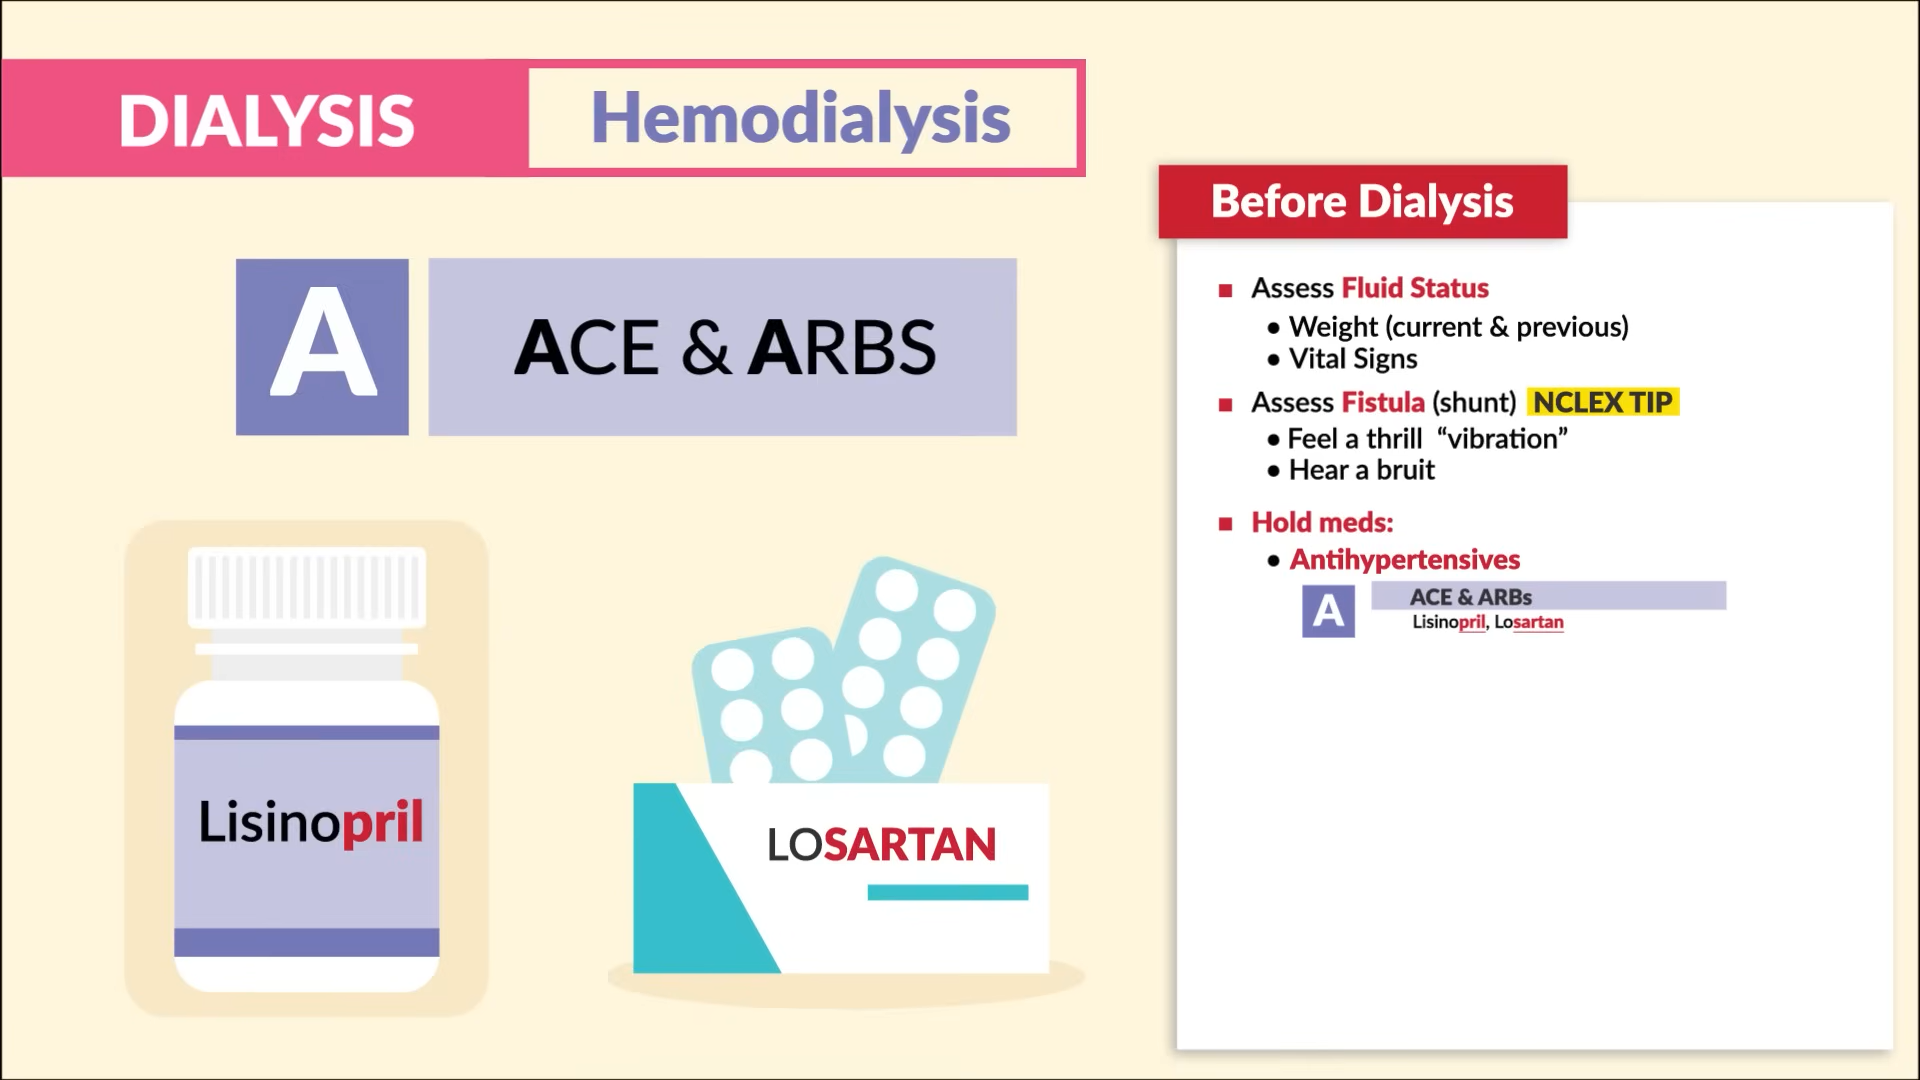 DIALYSIS Hemodialysis
A ACE & ARBS
Lisinopril
LOSARTAN
Before Dialysis
■ Assess Fluid Status
• Weight (current & previous)
• Vital Signs
■ Assess Fistula (shunt) NCLEX TIP
• Feel a thrill “vibration”
• Hear a bruit
■ Hold meds:
• Antihypertensives
A ACE & ARBs
Lisinopril, Losartan